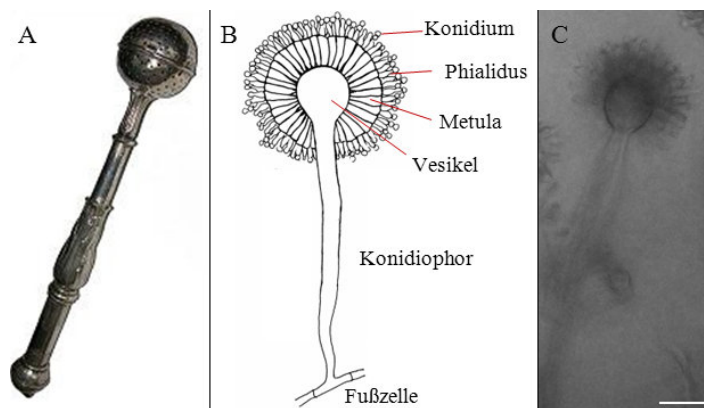 A
B
C
Konidium
Phialidus
Metula
Vesikel
Konidiophor
Fußzelle